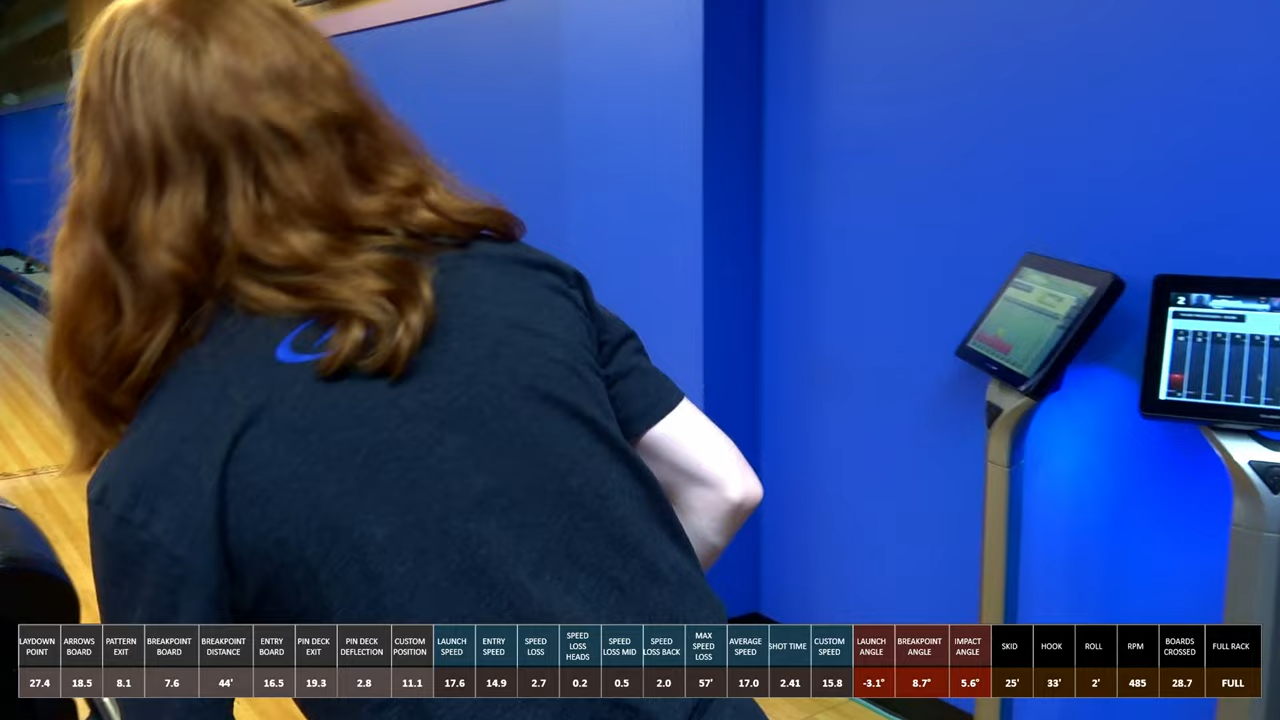 2
LAYDOWN POINT ARROWS BOARD PATTERN EXIT BREAKPOINT BOARD BREAKPOINT DISTANCE ENTRY BOARD PIN DECK EXIT PIN DECK DEFLECTION CUSTOM POSITION LAUNCH SPEED ENTRY SPEED SPEED LOSS SPEED LOSS HEADS SPEED LOSS MID SPEED LOSS BACK MAX SPEED LOSS AVERAGE SPEED SHOT TIME CUSTOM SPEED LAUNCH ANGLE BREAKPOINT ANGLE IMPACT ANGLE SKID HOOK ROLL RPM BOARDS CROSSED FULL RACK
27.4 18.5 8.1 7.6 44' 16.5 19.3 2.8 11.1 17.6 14.9 2.7 0.2 0.5 2.0 57' 17.0 2.41 15.8 -3.1° 8.7° 5.6° 25' 33' 2' 485 28.7 FULL